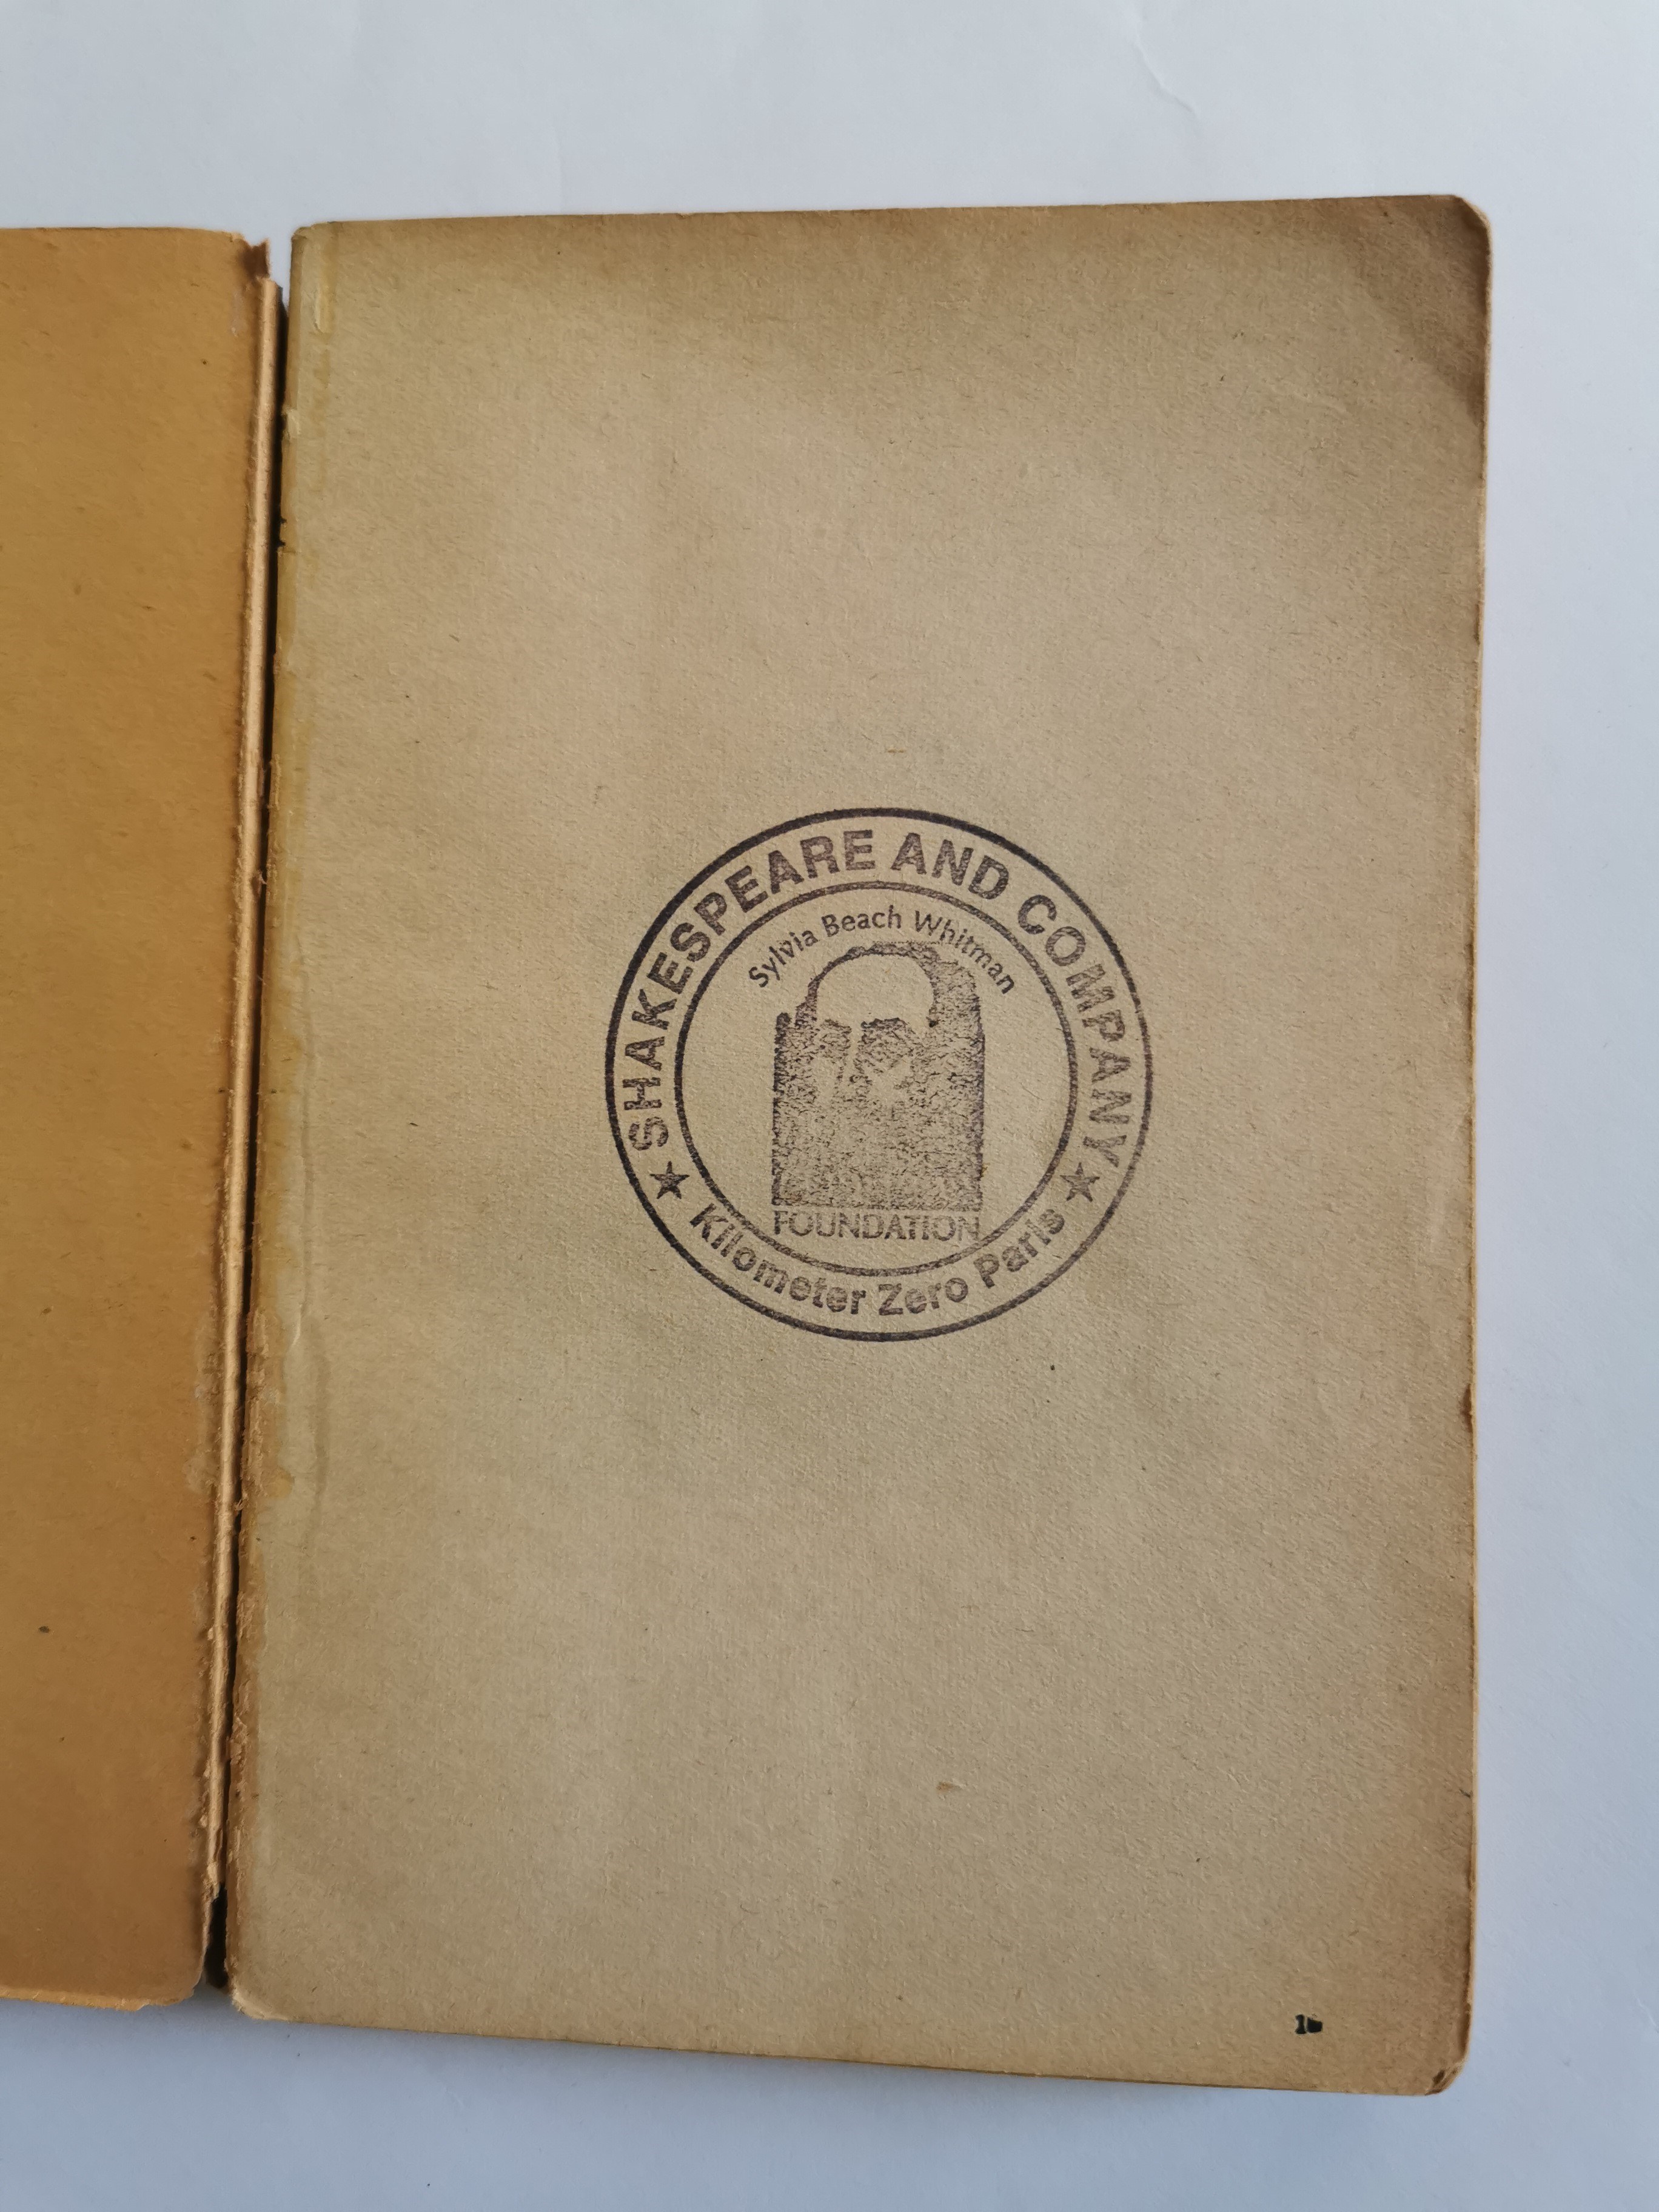 SHAKESPEARE AND COMPANY
Sylvia Beach Whitman
FOUNDATION
Kilometer Zero Paris